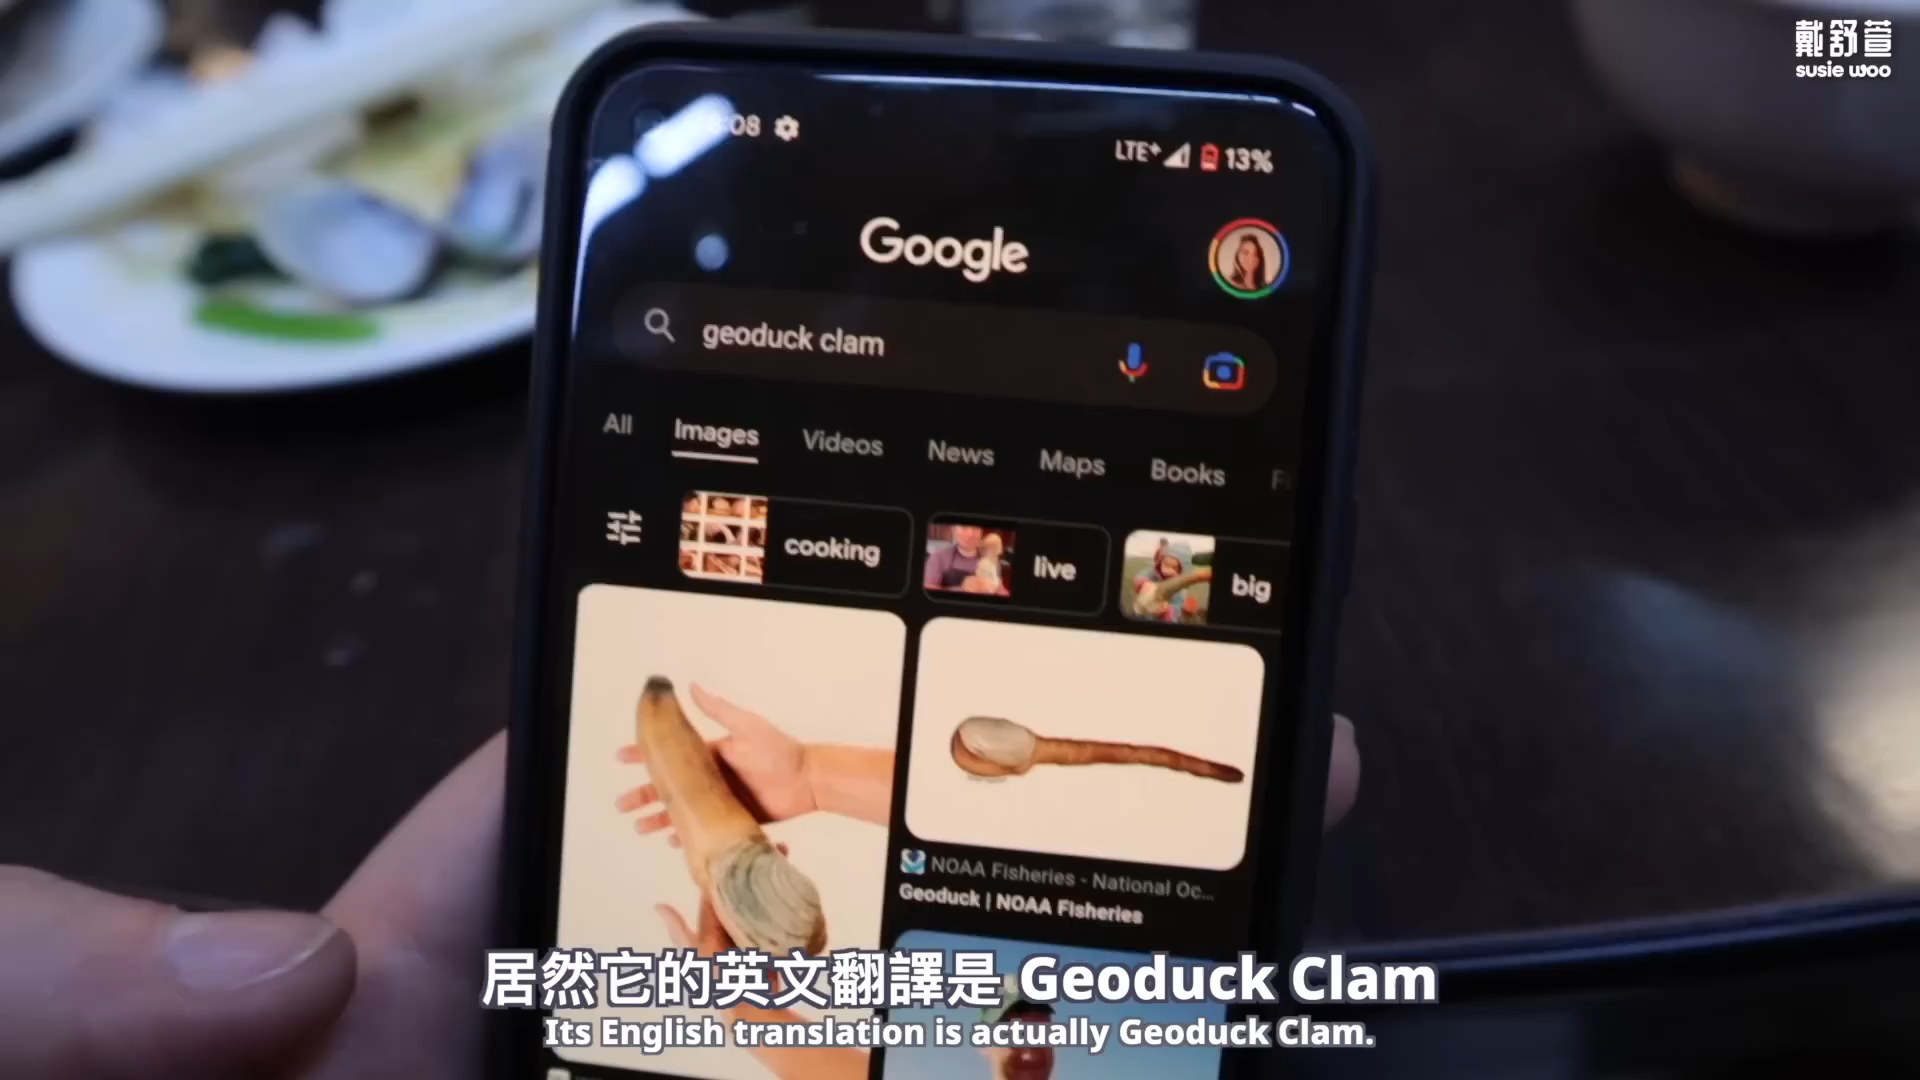 戴舒萱
susie woo
:08
LTE+ 13%
Google
geoduck clam
All Images Videos News Maps Books
cooking live big
NOAA Fisheries - National Oc...
Geoduck | NOAA Fisheries
居然它的英文翻譯是 Geoduck Clam
Its English translation is actually Geoduck Clam.